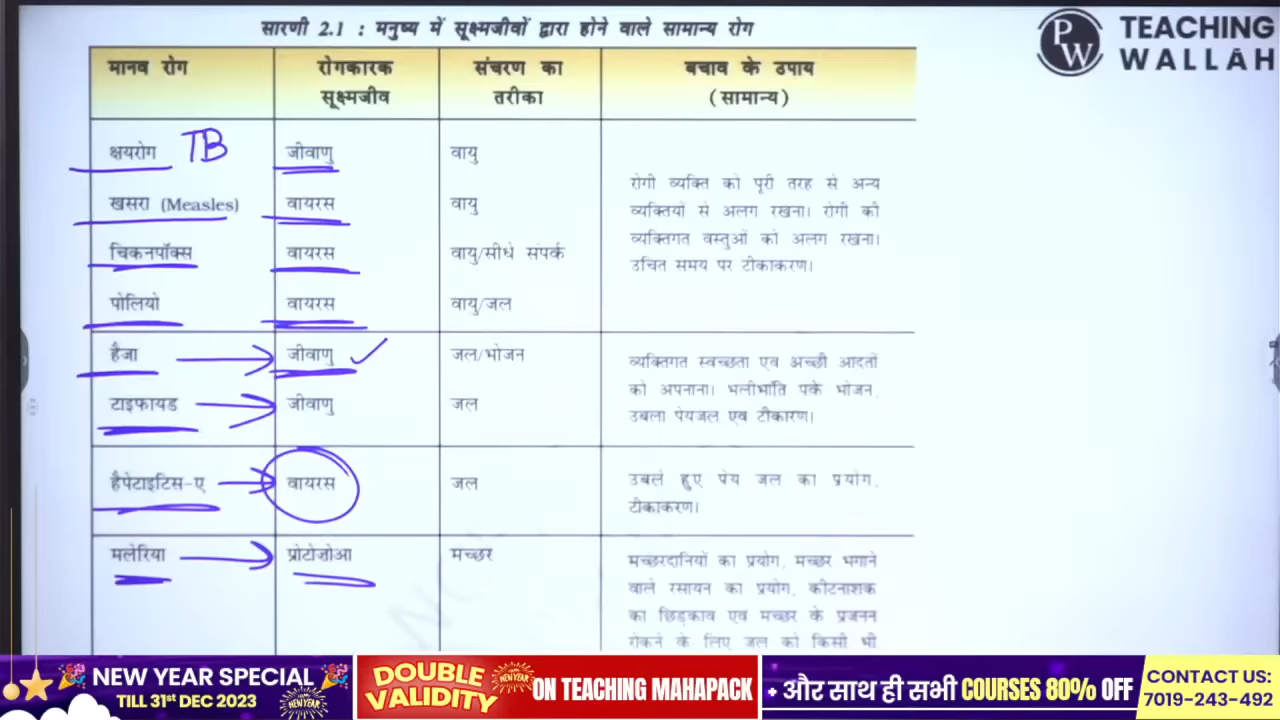 सारणी 2.1 : मनुष्य में सूक्ष्मजीवों द्वारा होने वाले सामान्य रोग
PW TEACHING
WALLAH
मानव रोग
रोगकारक
सूक्ष्मजीव
संचरण का
तरीका
बचाव के उपाय
(सामान्य)
क्षयरोग TB जीवाणु वायु
खसरा (Measles) वायरस वायु
चिकनपॉक्स वायरस वायु/सीधे संपर्क
पोलियो वायरस वायु/जल
रोगी व्यक्ति को पूरी तरह से अन्य
व्यक्तियों से अलग रखना। रोगी की
व्यक्तिगत वस्तुओं को अलग रखना।
उचित समय पर टीकाकरण।
हैजा जीवाणु जल/भोजन
टाइफायड जीवाणु जल
व्यक्तिगत स्वच्छता एव अच्छी आदतों
को अपनाना। भलीभाँति पके भोजन,
उबला पेयजल एव टीकारण।
हैपेटाइटिस-ए वायरस जल
उबले हुए पेय जल का प्रयोग,
टीकाकरण।
मलेरिया प्रोटोज़ोआ मच्छर
मच्छरदानियों का प्रयोग, मच्छर भगाने
वाले रसायन का प्रयोग, कीटनाशक
का छिड़काव एव मच्छर के प्रजनन
रोकने के लिए जल को किसी भी
NEW YEAR SPECIAL
TILL 31st DEC 2023
NEW YEAR
DOUBLE
VALIDITY
NEW YEAR
ON TEACHING MAHAPACK
+ और साथ ही सभी COURSES 80% OFF
CONTACT US:
7019-243-492